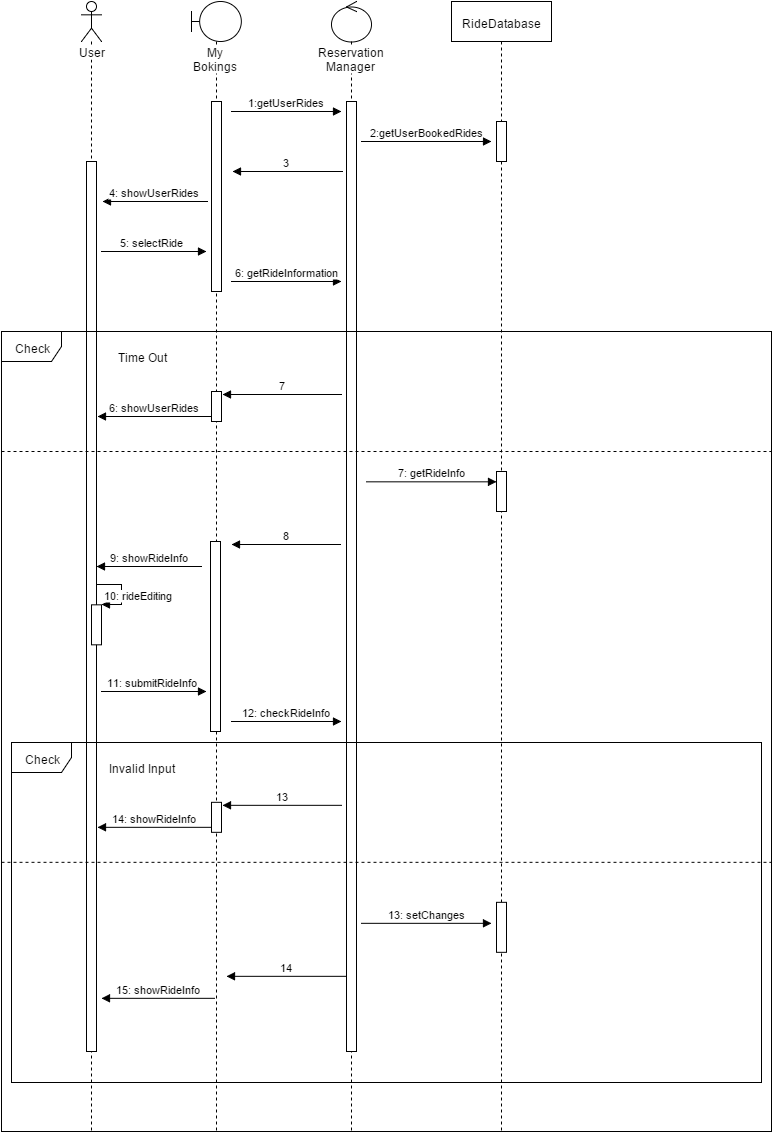 User
My
Bokings
Reservation
Manager
RideDatabase
1:getUserRides
2:getUserBookedRides
3
4: showUserRides
5: selectRide
6: getRideInformation
Check
Time Out
7
6: showUserRides
7: getRideInfo
8
9: showRideInfo
10: rideEditing
11: submitRideInfo
12: checkRideInfo
Check
Invalid Input
13
14: showRideInfo
13: setChanges
14
15: showRideInfo